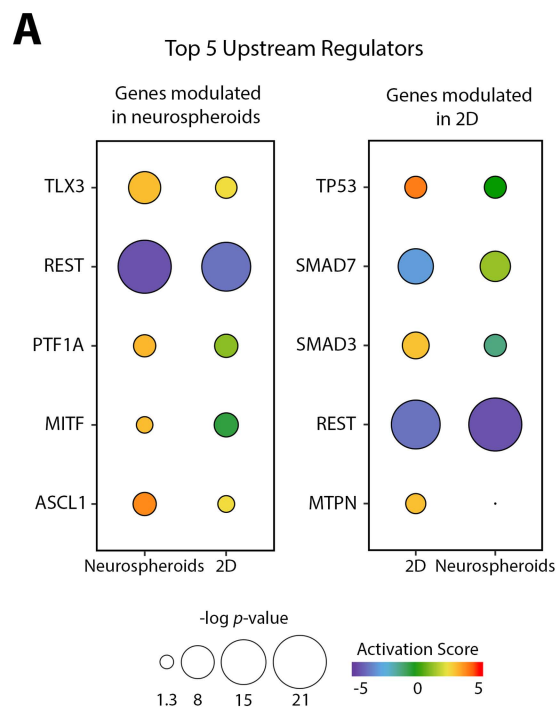 A
Top 5 Upstream Regulators
Genes modulated
in neurospheroids
TLX3
REST
PTF1A
MITF
ASCL1
Neurospheroids 2D
Genes modulated
in 2D
TP53
SMAD7
SMAD3
REST
MTPN
2D Neurospheroids
-log p-value
1.3 8 15 21
Activation Score
-5 0 5